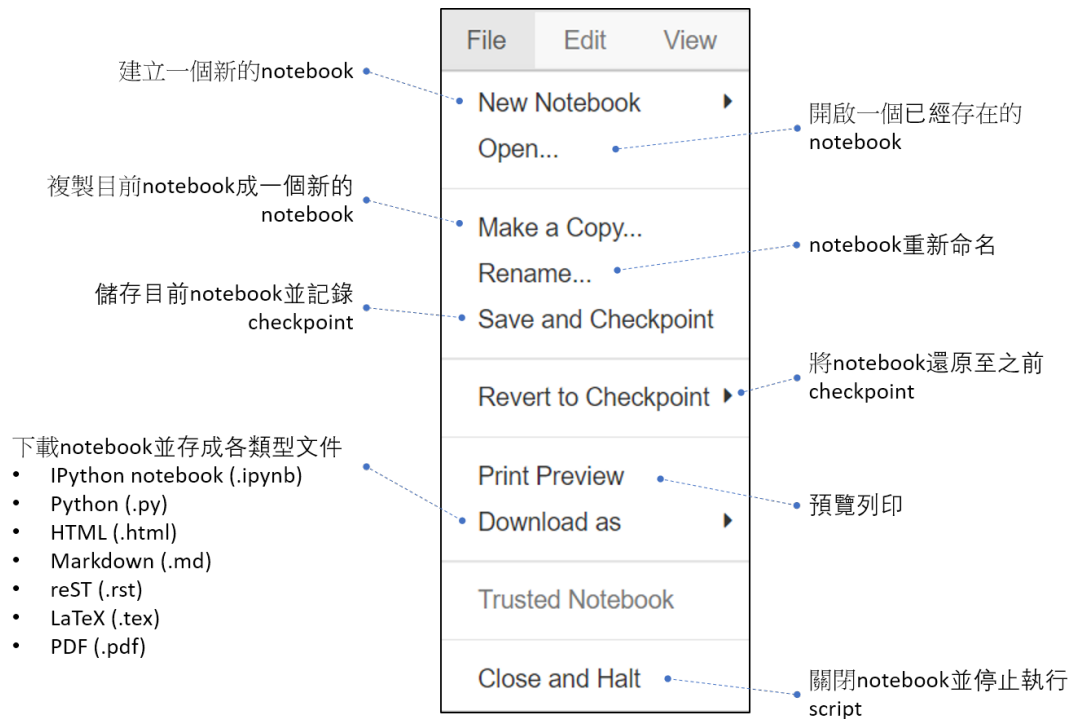 File Edit View
建立一個新的notebook
New Notebook
開啟一個已經存在的
notebook
Open...
複製目前notebook成一個新的
notebook
Make a Copy...
notebook重新命名
Rename...
儲存目前notebook並記錄
checkpoint
Save and Checkpoint
將notebook還原至之前
checkpoint
Revert to Checkpoint
下載notebook並存成各類型文件
• IPython notebook (.ipynb)
• Python (.py)
• HTML (.html)
• Markdown (.md)
• reST (.rst)
• LaTeX (.tex)
• PDF (.pdf)
Print Preview
預覽列印
Download as
Trusted Notebook
Close and Halt
關閉notebook並停止執行
script